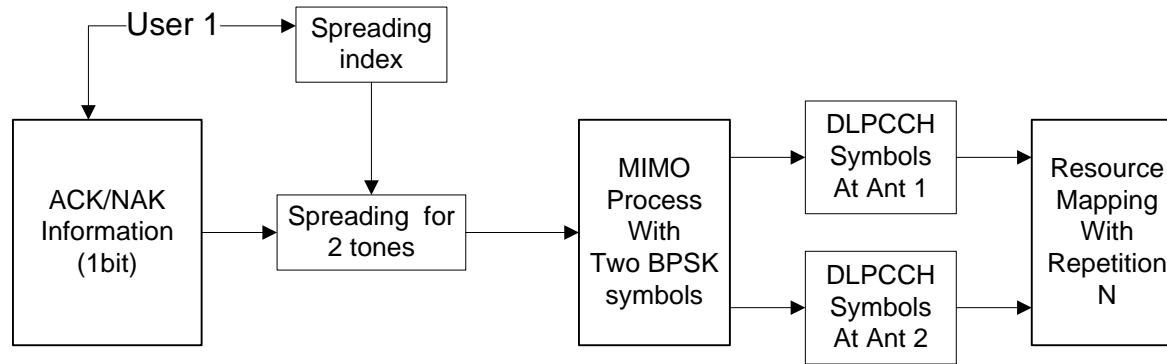 User 1
Spreading
index
ACK/NAK
Information
(1bit)
Spreading for
2 tones
MIMO
Process
With
Two BPSK
symbols
DLPCCH
Symbols
At Ant 1
DLPCCH
Symbols
At Ant 2
Resource
Mapping
With
Repetition
N